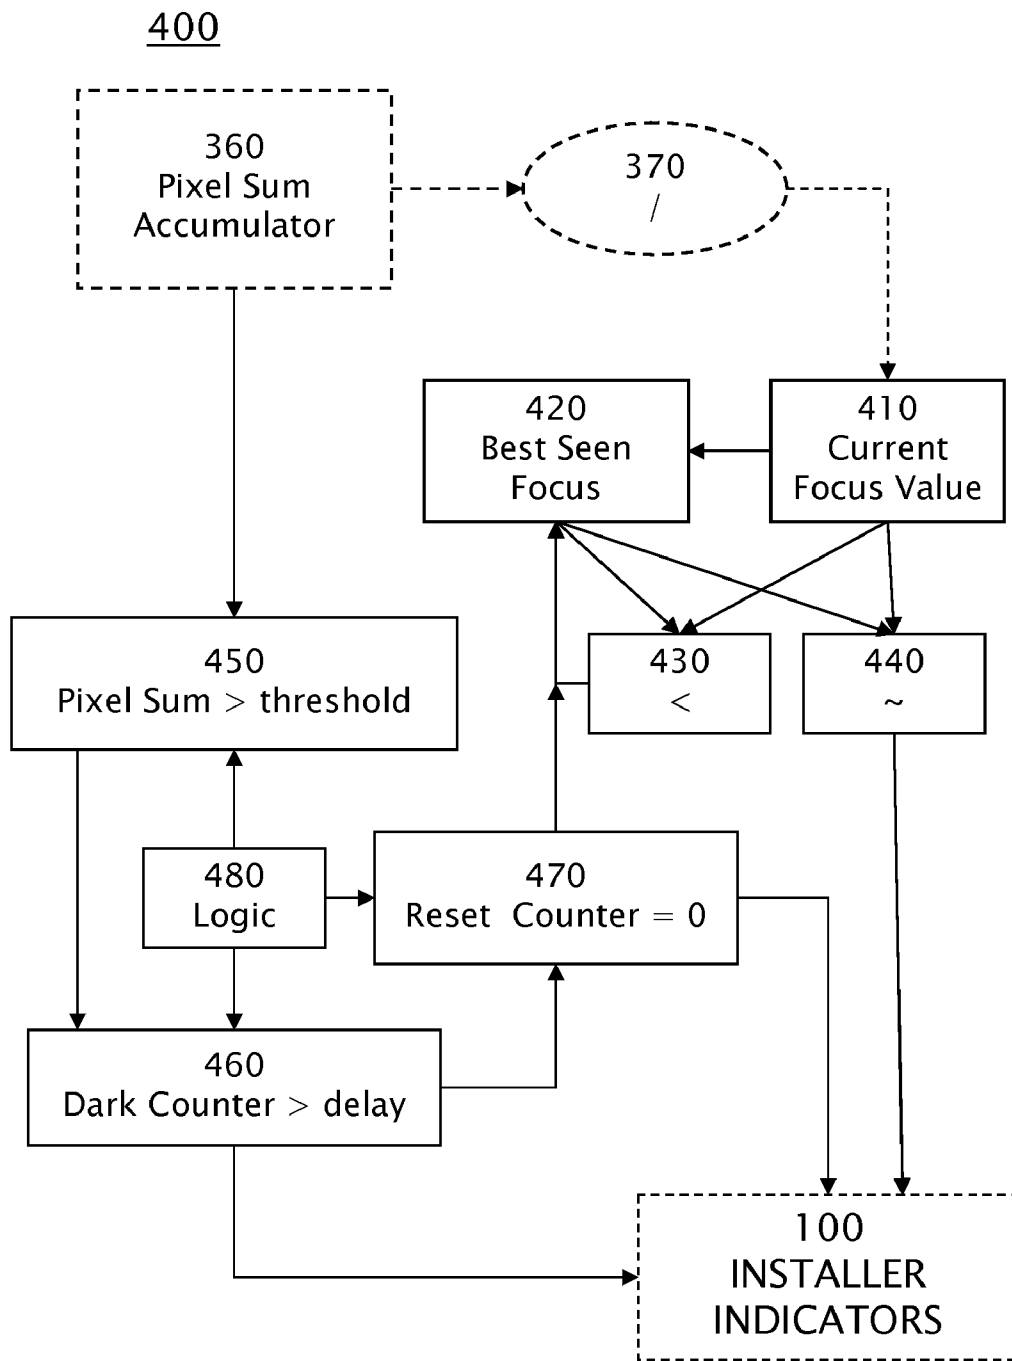 400
360
Pixel Sum
Accumulator
370
/
420
Best Seen
Focus
410
Current
Focus Value
430
<
440
~
450
Pixel Sum > threshold
480
Logic
470
Reset Counter = 0
460
Dark Counter > delay
100
INSTALLER
INDICATORS